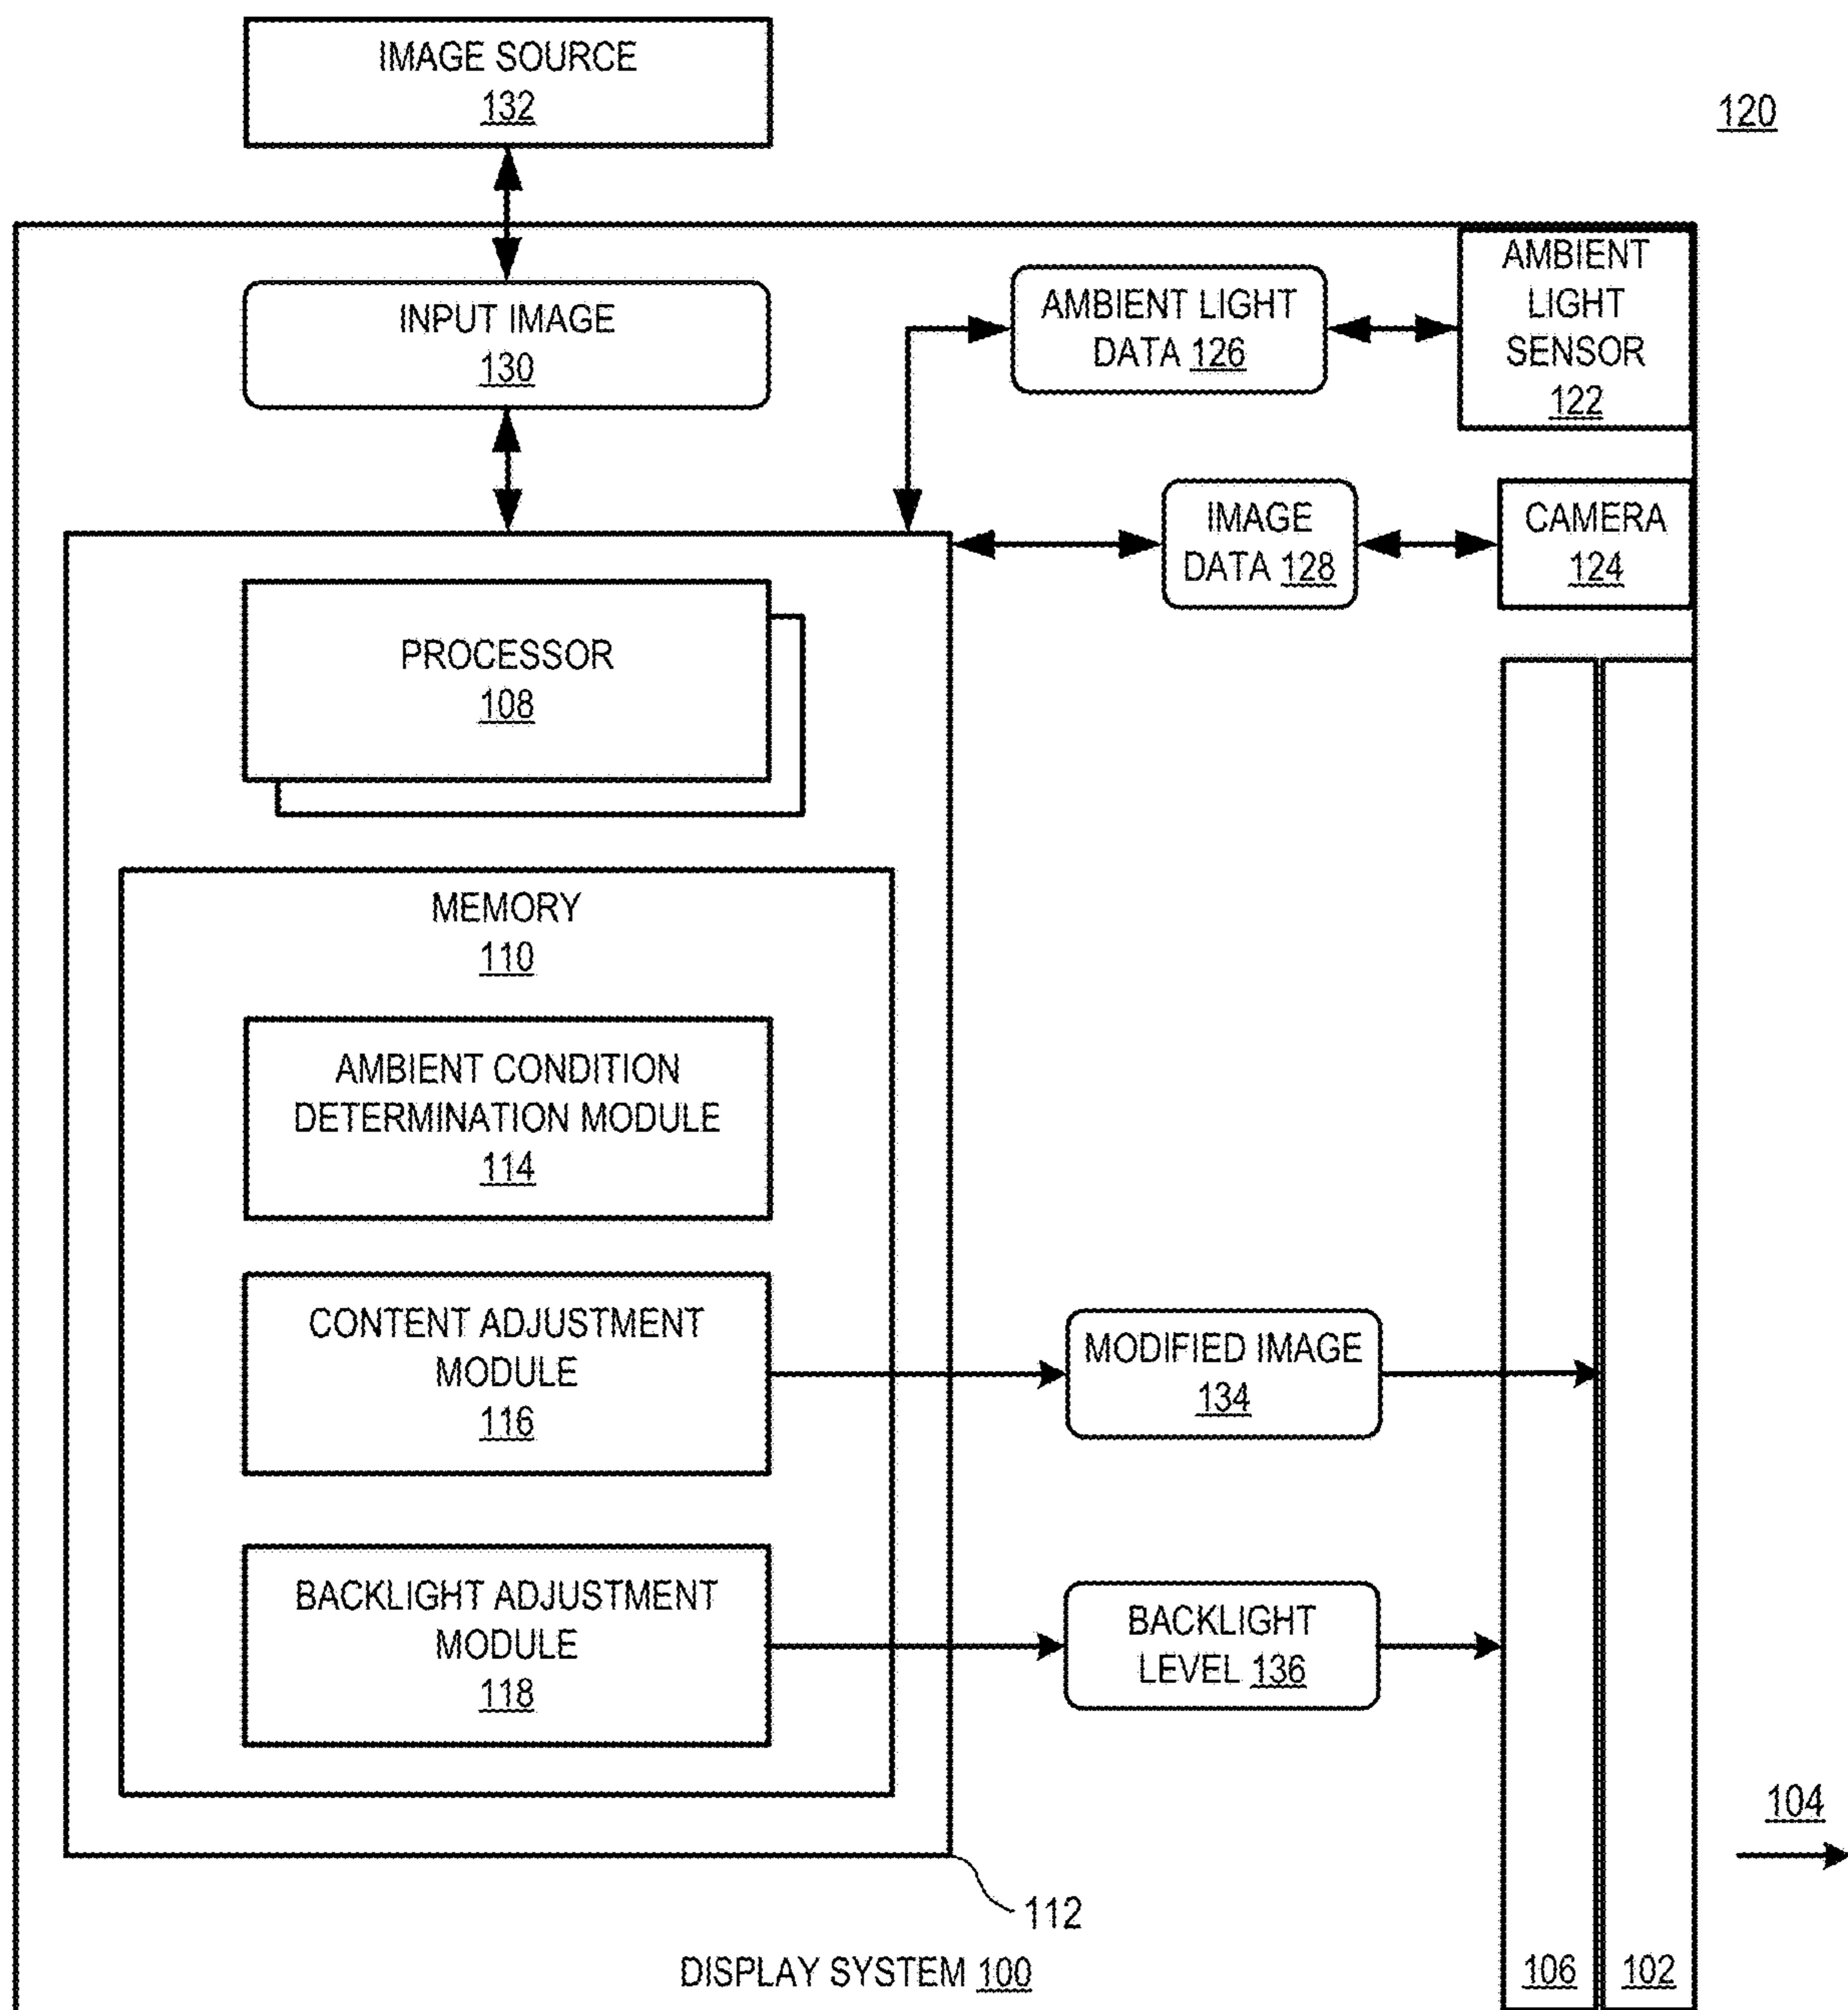 IMAGE SOURCE
132
120
INPUT IMAGE
130
AMBIENT LIGHT
DATA 126
AMBIENT
LIGHT
SENSOR
122
IMAGE
DATA 128
CAMERA
124
PROCESSOR
108
MEMORY
110
AMBIENT CONDITION
DETERMINATION MODULE
114
CONTENT ADJUSTMENT
MODULE
116
MODIFIED IMAGE
134
BACKLIGHT ADJUSTMENT
MODULE
118
BACKLIGHT
LEVEL 136
104
112
DISPLAY SYSTEM 100
106
102